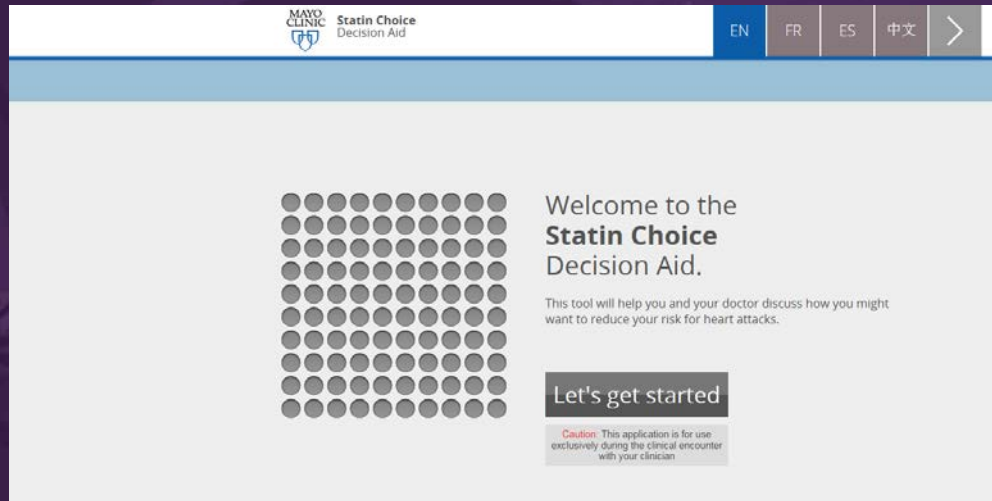 MAYO
CLINIC
Statin Choice
Decision Aid
EN FR ES 中文
Welcome to the
Statin Choice
Decision Aid.
This tool will help you and your doctor discuss how you might
want to reduce your risk for heart attacks.
Let's get started
Caution: This application is for use
exclusively during the clinical encounter
with your clinician